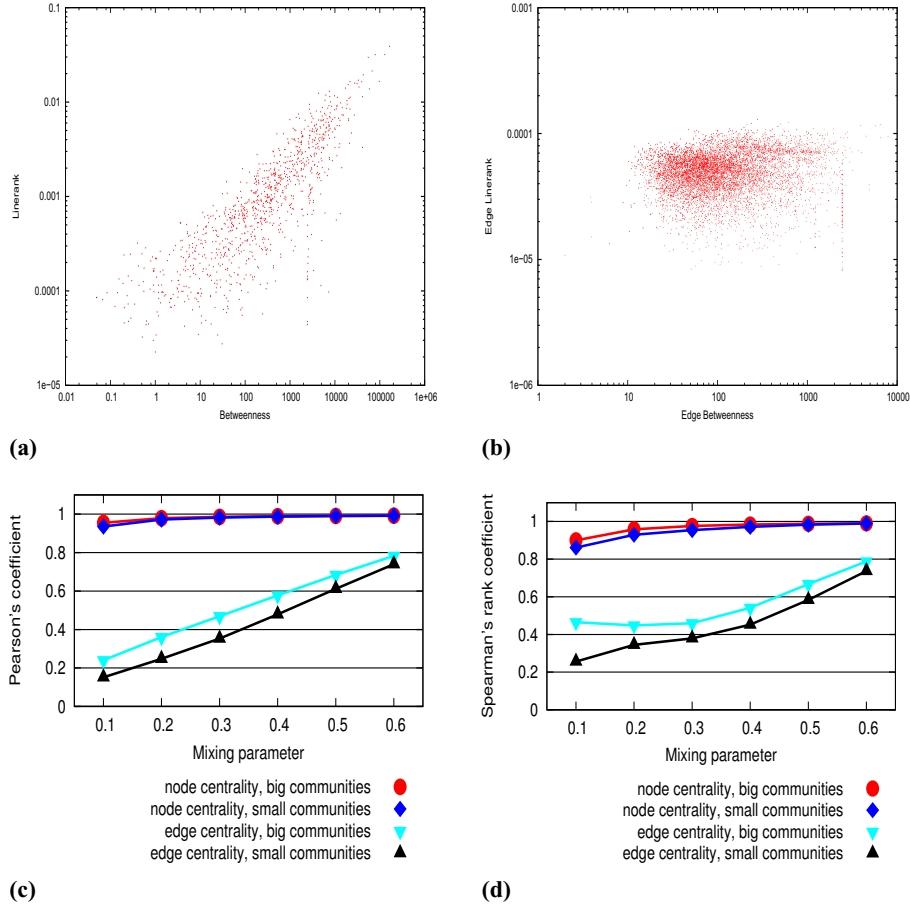 0.1
0.01
0.001
0.0001
1e-05
Linerank
0.01 0.1 1 10 100 1000 10000 100000 1e+06
Betweenness
(a)
0.001
0.0001
1e-05
1e-06
Edge Linerank
1 10 100 1000 10000
Edge Betweenness
(b)
1
0.8
0.6
0.4
0.2
0
Pearson's coefficient
0.1 0.2 0.3 0.4 0.5 0.6
Mixing parameter
node centrality, big communities
node centrality, small communities
edge centrality, big communities
edge centrality, small communities
(c)
1
0.8
0.6
0.4
0.2
0
Spearman's rank coefficient
0.1 0.2 0.3 0.4 0.5 0.6
Mixing parameter
node centrality, big communities
node centrality, small communities
edge centrality, big communities
edge centrality, small communities
(d)